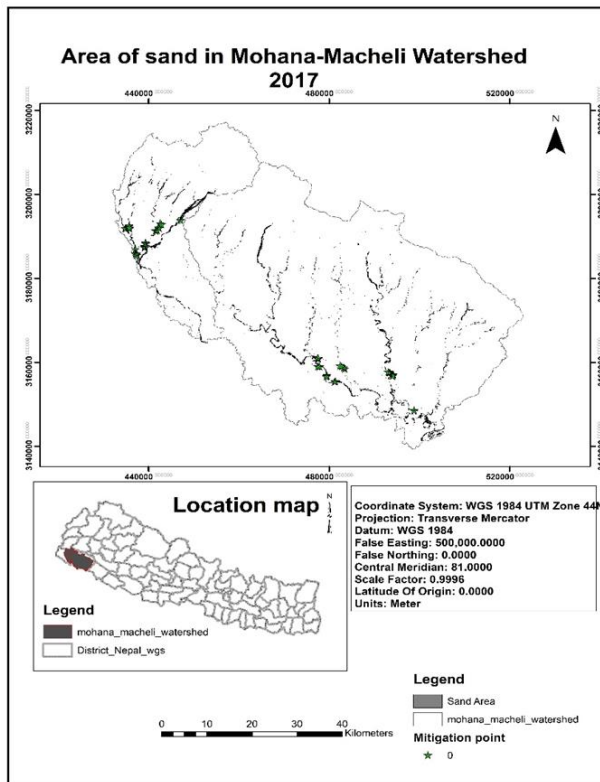 Area of sand in Mohana-Macheli Watershed
2017
440000 480000 520000
N
3220000
3200000
3180000
3160000
3140000
440000 480000 520000
Location map
N
Legend
mohana_macheli_watershed
District_Nepal_wgs
Coordinate System: WGS 1984 UTM Zone 44N
Projection: Transverse Mercator
Datum: WGS 1984
False Easting: 500,000.0000
False Northing: 0.0000
Central Meridian: 81.0000
Scale Factor: 0.9996
Latitude Of Origin: 0.0000
Units: Meter
Legend
Sand Area
mohana_macheli_watershed
Mitigation point
0
0 10 20 30 40
Kilometers